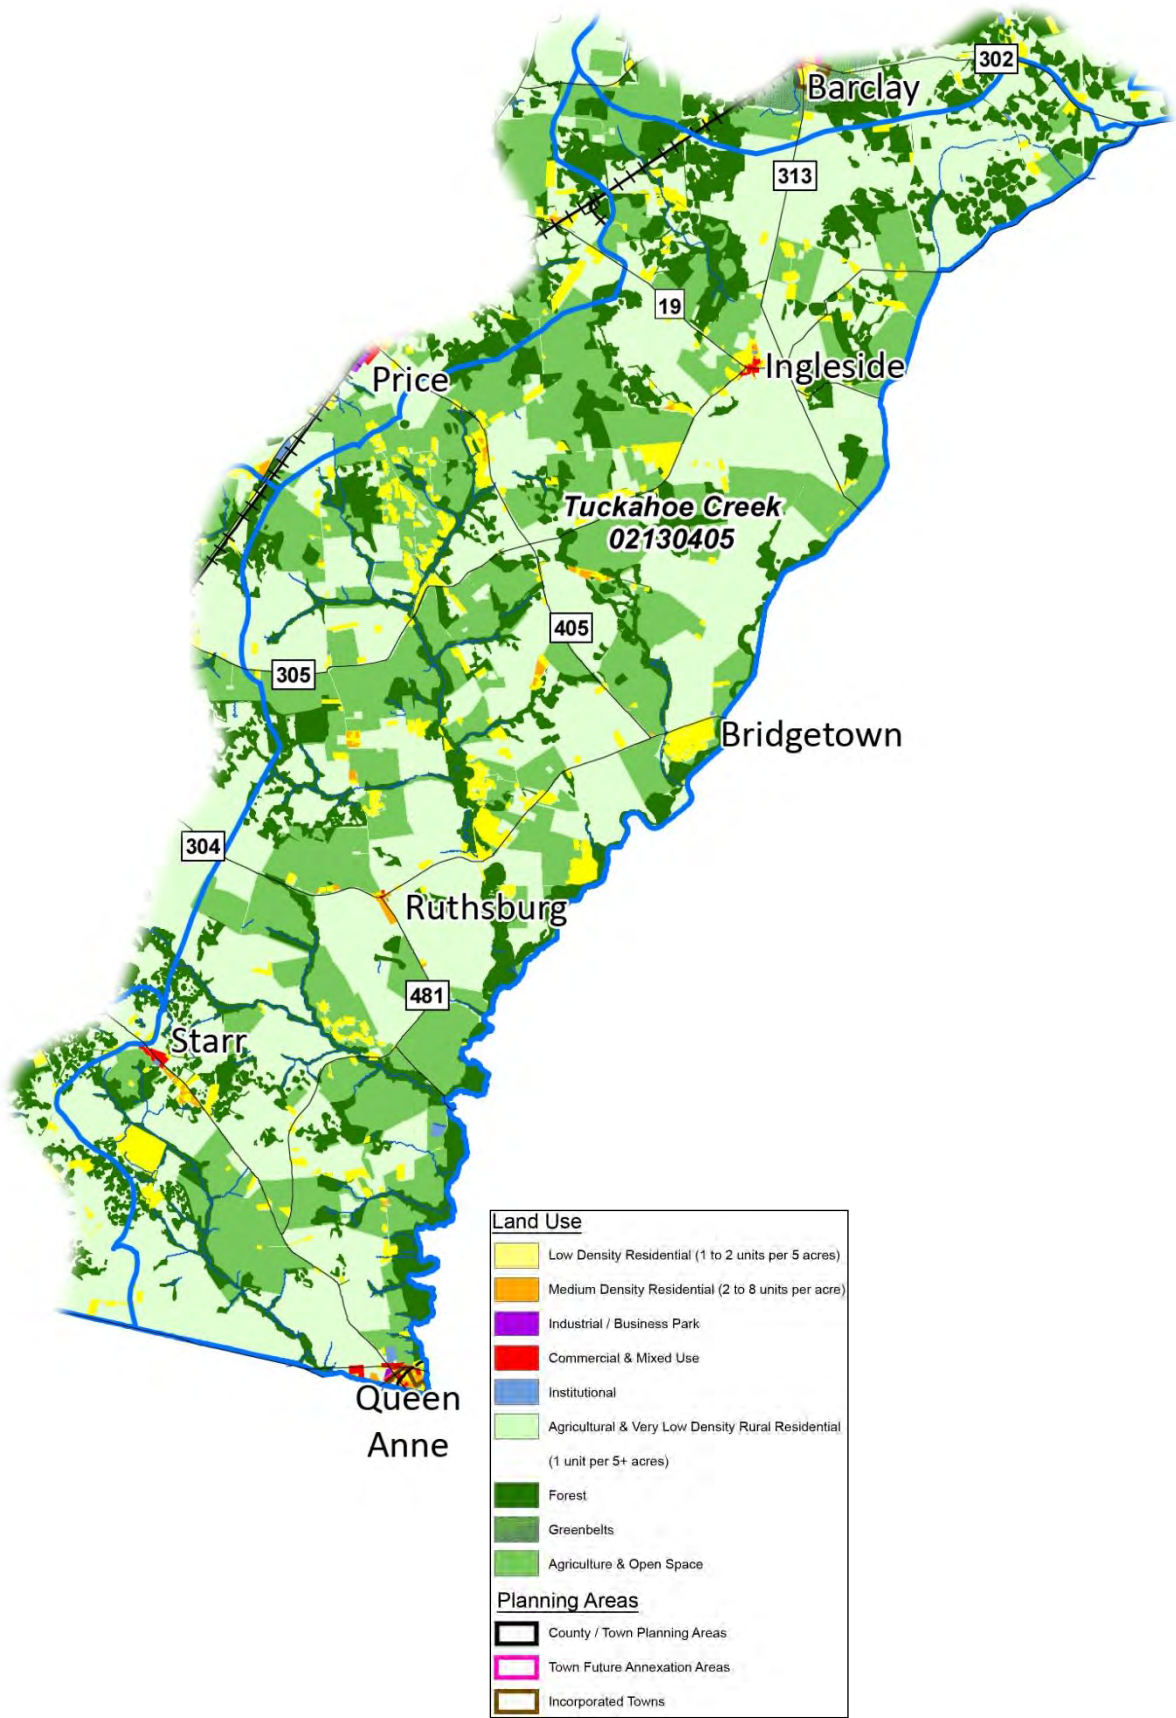 302
Barclay
313
19
Ingleside
Price
Tuckahoe Creek
02130405
405
305
Bridgetown
304
Ruthsburg
481
Starr
Queen
Anne
Land Use
Low Density Residential (1 to 2 units per 5 acres)
Medium Density Residential (2 to 8 units per acre)
Industrial / Business Park
Commercial & Mixed Use
Institutional
Agricultural & Very Low Density Rural Residential
(1 unit per 5+ acres)
Forest
Greenbelts
Agriculture & Open Space
Planning Areas
County / Town Planning Areas
Town Future Annexation Areas
Incorporated Towns